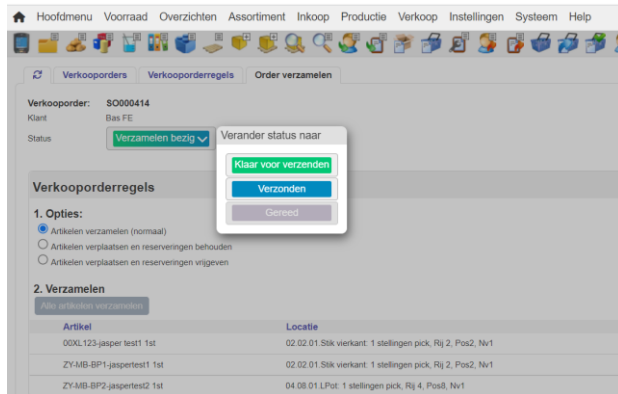 Hoofdmenu Voorraad Overzichten Assortiment Inkoop Productie Verkoop Instellingen Systeem Help
Verkooporders Verkooporderregels Order verzamelen
Verkooporder: SO000414
Klant Bas FE
Status Verzamelen bezig
Verander status naar
Klaar voor verzenden
Verzonden
Gereed
Verkooporderregels
1. Opties:
Artikelen verzamelen (normaal)
Artikelen verplaatsen en reserveringen behouden
Artikelen verplaatsen en reserveringen vrijgeven
2. Verzamelen
Alle artikelen verzamelen
Artikel Locatie
00XL123-jasper test1 1st 02.02.01.Stik vierkant: 1 stellingen pick, Rij 2, Pos2, Nv1
ZY-MB-BP1-jaspertest1 1st 02.02.01.Stik vierkant: 1 stellingen pick, Rij 2, Pos2, Nv1
ZY-MB-BP2-jaspertest2 1st 04.08.01.LPot: 1 stellingen pick, Rij 4, Pos8, Nv1